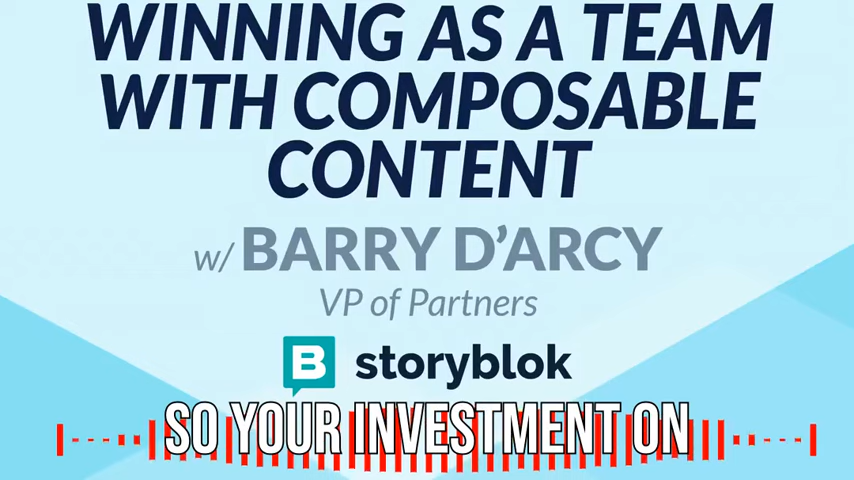 WINNING AS A TEAM
WITH COMPOSABLE
CONTENT
w/ BARRY D'ARCY
VP of Partners
B storyblok
SO YOUR INVESTMENT ON